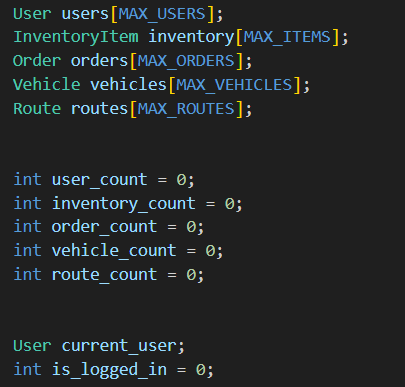 User users[MAX_USERS];
InventoryItem inventory[MAX_ITEMS];
Order orders[MAX_ORDERS];
Vehicle vehicles[MAX_VEHICLES];
Route routes[MAX_ROUTES];
int user_count = 0;
int inventory_count = 0;
int order_count = 0;
int vehicle_count = 0;
int route_count = 0;
User current_user;
int is_logged_in = 0;